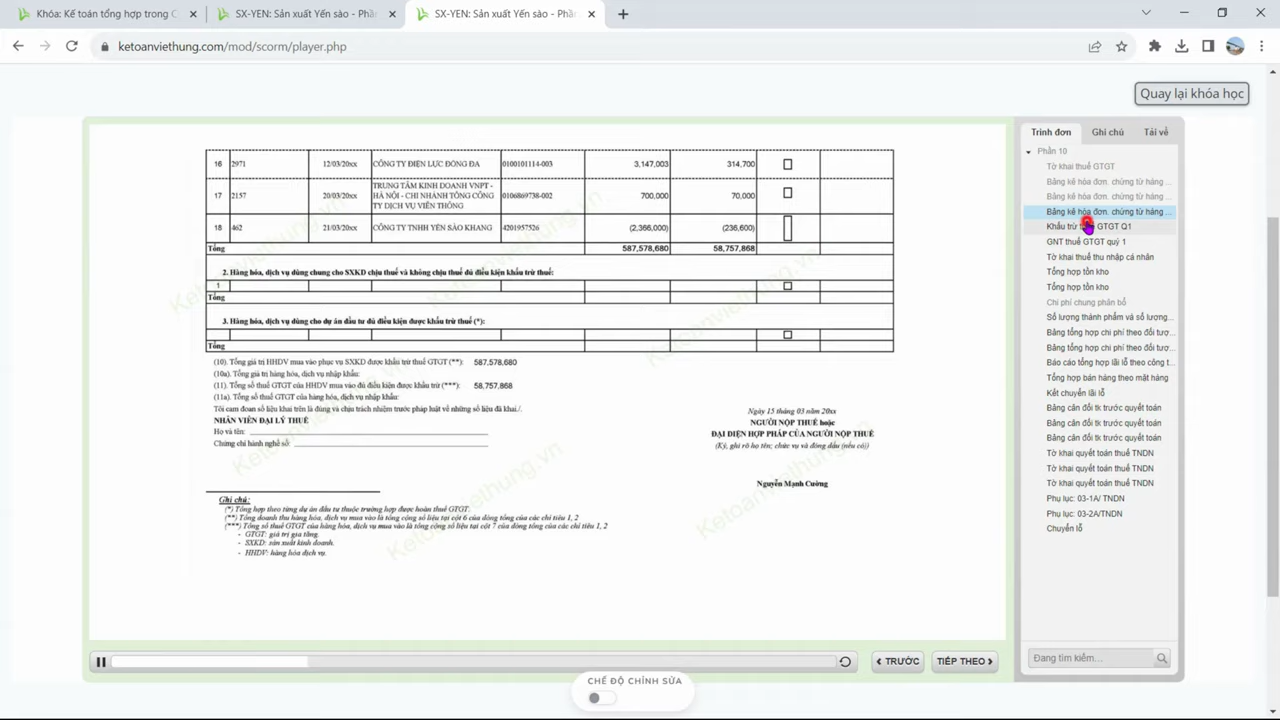 Khóa: Kế toán tổng hợp trong C
SX-YEN: Sản xuất Yến sào - Phần
SX-YEN: Sản xuất Yến sào - Phần
ketoanviethung.com/mod/scorm/player.php
Quay lại khóa học
16 2971 12/03/20xx CÔNG TY ĐIỆN LỰC ĐỐNG ĐA 0100101114-003 3,147,003 314,700
17 2157 20/03/20xx TRUNG TÂM KINH DOANH VNPT - HÀ NỘI - CHI NHÁNH TỔNG CÔNG TY DỊCH VỤ VIỄN THÔNG 0106869738-002 700,000 70,000
18 462 21/03/20xx CÔNG TY TNHH YẾN SÀO KHANG 4201957526 (2,366,000) (236,600)
Tổng 587,578,680 58,757,868
2. Hàng hóa, dịch vụ dùng chung cho SXKD chịu thuế và không chịu thuế đủ điều kiện khấu trừ thuế:
1
Tổng
3. Hàng hóa, dịch vụ dùng cho dự án đầu tư đủ điều kiện được khấu trừ thuế (*):
Tổng
(10). Tổng giá trị HHDV mua vào phục vụ SXKD được khấu trừ thuế GTGT (**): 587,578,680
(10a). Tổng giá trị hàng hóa, dịch vụ nhập khẩu:
(11). Tổng số thuế GTGT của HHDV mua vào đủ điều kiện được khấu trừ (***): 58,757,868
(11a). Tổng số thuế GTGT của hàng hóa, dịch vụ nhập khẩu:
Tôi cam đoan số liệu khai trên là đúng và chịu trách nhiệm trước pháp luật về những số liệu đã khai./.
NHÂN VIÊN ĐẠI LÝ THUẾ
Họ và tên:
Chứng chỉ hành nghề số:
Ngày 15 tháng 03 năm 20xx
NGƯỜI NỘP THUẾ hoặc
ĐẠI DIỆN HỢP PHÁP CỦA NGƯỜI NỘP THUẾ
(Ký, ghi rõ họ tên; chức vụ và đóng dấu (nếu có))
Nguyễn Mạnh Cường
Ghi chú:
(*) Tổng hợp theo từng dự án đầu tư thuộc trường hợp được hoàn thuế GTGT.
(**) Tổng doanh thu hàng hóa, dịch vụ mua vào là tổng cộng số liệu tại cột 6 của dòng tổng của các chỉ tiêu 1, 2
(***) Tổng số thuế GTGT của hàng hóa, dịch vụ mua vào là tổng cộng số liệu tại cột 7 của dòng tổng của các chỉ tiêu 1, 2
- GTGT: giá trị gia tăng.
- SXKD: sản xuất kinh doanh.
- HHDV: hàng hóa dịch vụ.
Ketoanviethung.vn
Trình đơn Ghi chú Tải về
Phần 10
Tờ khai thuế GTGT
Bảng kê hóa đơn. chứng từ hàng ...
Bảng kê hóa đơn. chứng từ hàng ...
Bảng kê hóa đơn. chứng từ hàng ...
Khấu trừ GTGT Q1
GNT thuế GTGT quý 1
Tờ khai thuế thu nhập cá nhân
Tổng hợp tồn kho
Tổng hợp tồn kho
Chi phí chung phân bổ
Số lượng thành phẩm và số lượng...
Bảng tổng hợp chi phí theo đối tượ...
Bảng tổng hợp chi phí theo đối tượ...
Báo cáo tổng hợp lãi lỗ theo công t...
Tổng hợp bán hàng theo mặt hàng
Kết chuyển lãi lỗ
Bảng cân đối tk trước quyết toán
Bảng cân đối tk trước quyết toán
Bảng cân đối tk trước quyết toán
Tờ khai quyết toán thuế TNDN
Tờ khai quyết toán thuế TNDN
Tờ khai quyết toán thuế TNDN
Phụ lục: 03-1A/ TNDN
Phụ lục: 03-2A/TNDN
Chuyển lỗ
Đang tìm kiếm...
TRƯỚC
TIẾP THEO
CHẾ ĐỘ CHỈNH SỬA